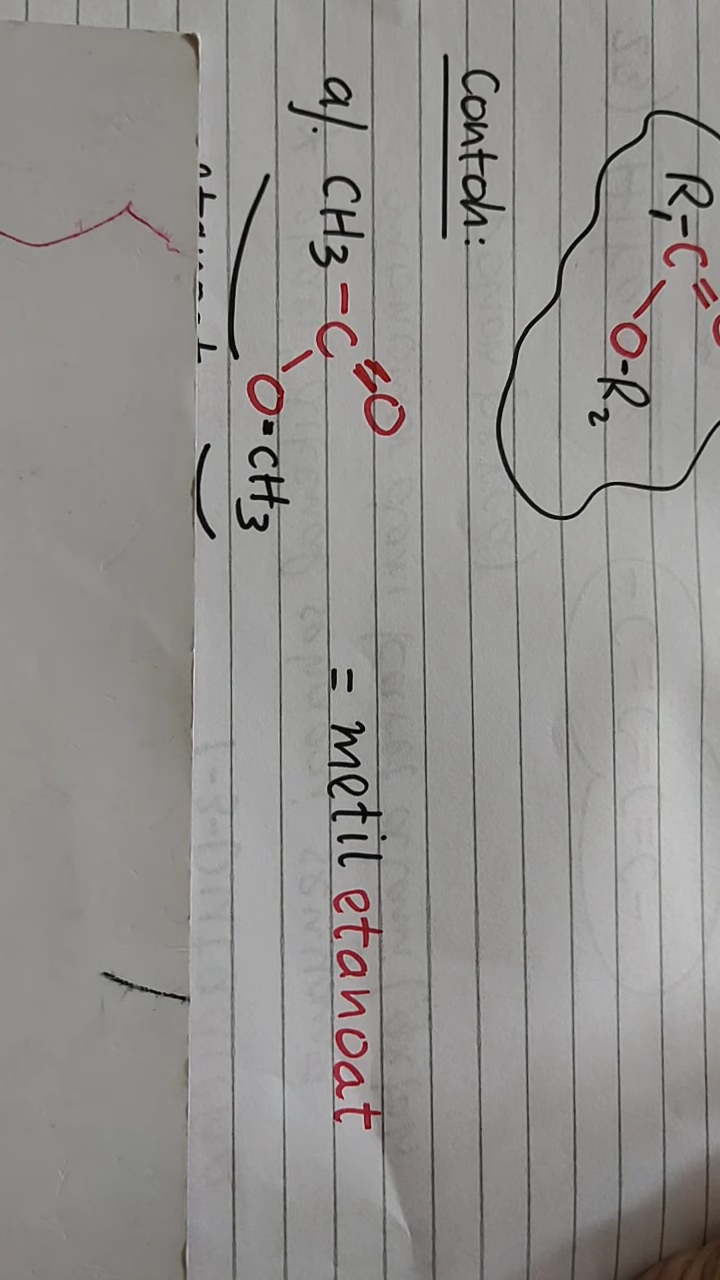 R₁-C=O
O-R₂
Contoh:
a). CH3-C=O
O-CH3
= metil etanoat